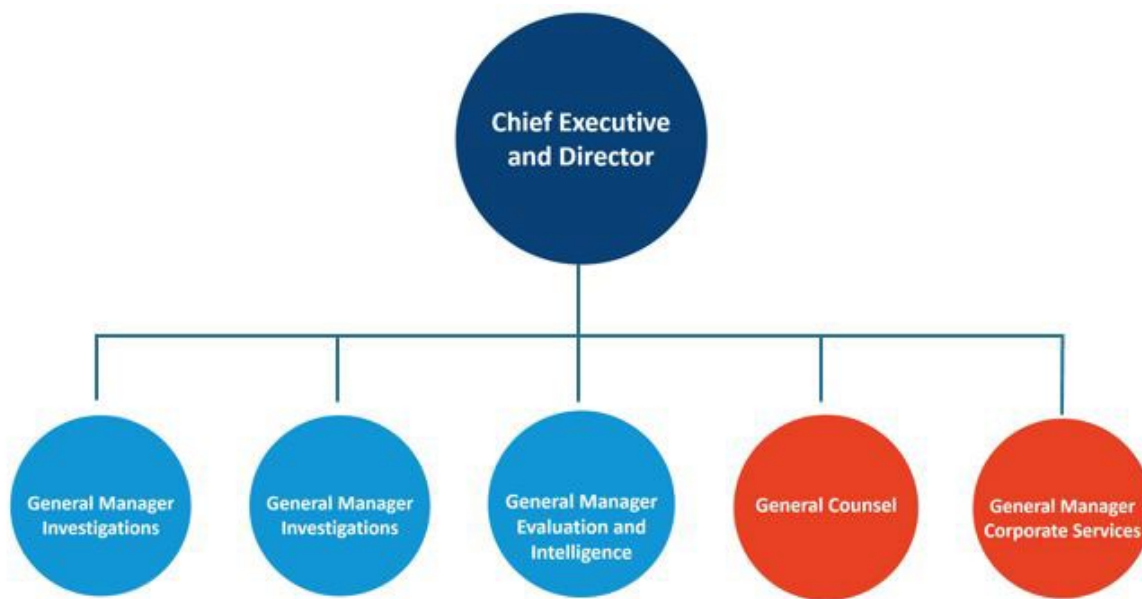 Chief Executive
and Director
General Manager
Investigations
General Manager
Investigations
General Manager
Evaluation and
Intelligence
General Counsel
General Manager
Corporate Services